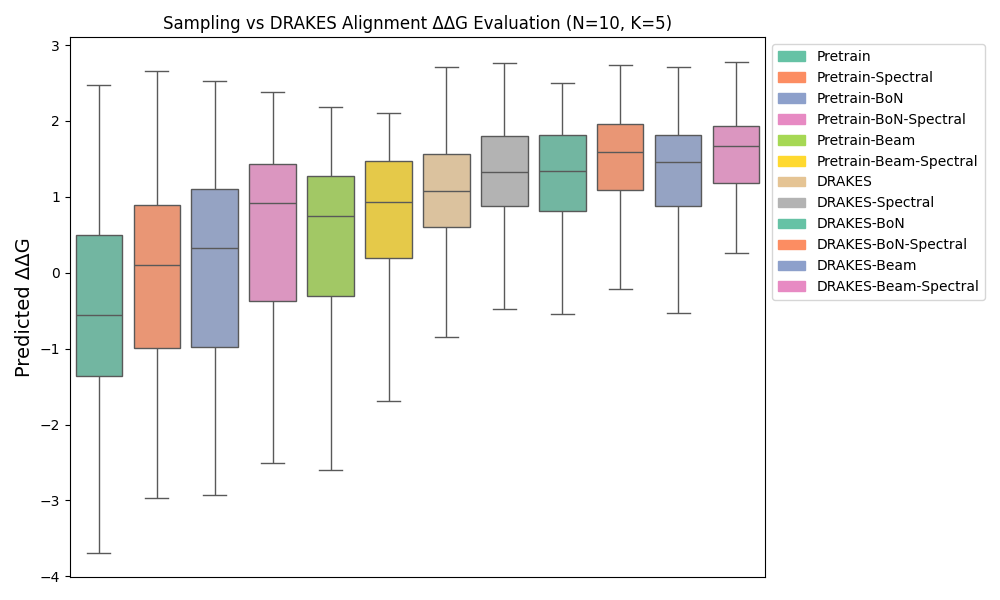 Sampling vs DRAKES Alignment ΔΔG Evaluation (N=10, K=5)
Predicted ΔΔG
3
2
1
0
−1
−2
−3
−4
Pretrain
Pretrain-Spectral
Pretrain-BoN
Pretrain-BoN-Spectral
Pretrain-Beam
Pretrain-Beam-Spectral
DRAKES
DRAKES-Spectral
DRAKES-BoN
DRAKES-BoN-Spectral
DRAKES-Beam
DRAKES-Beam-Spectral